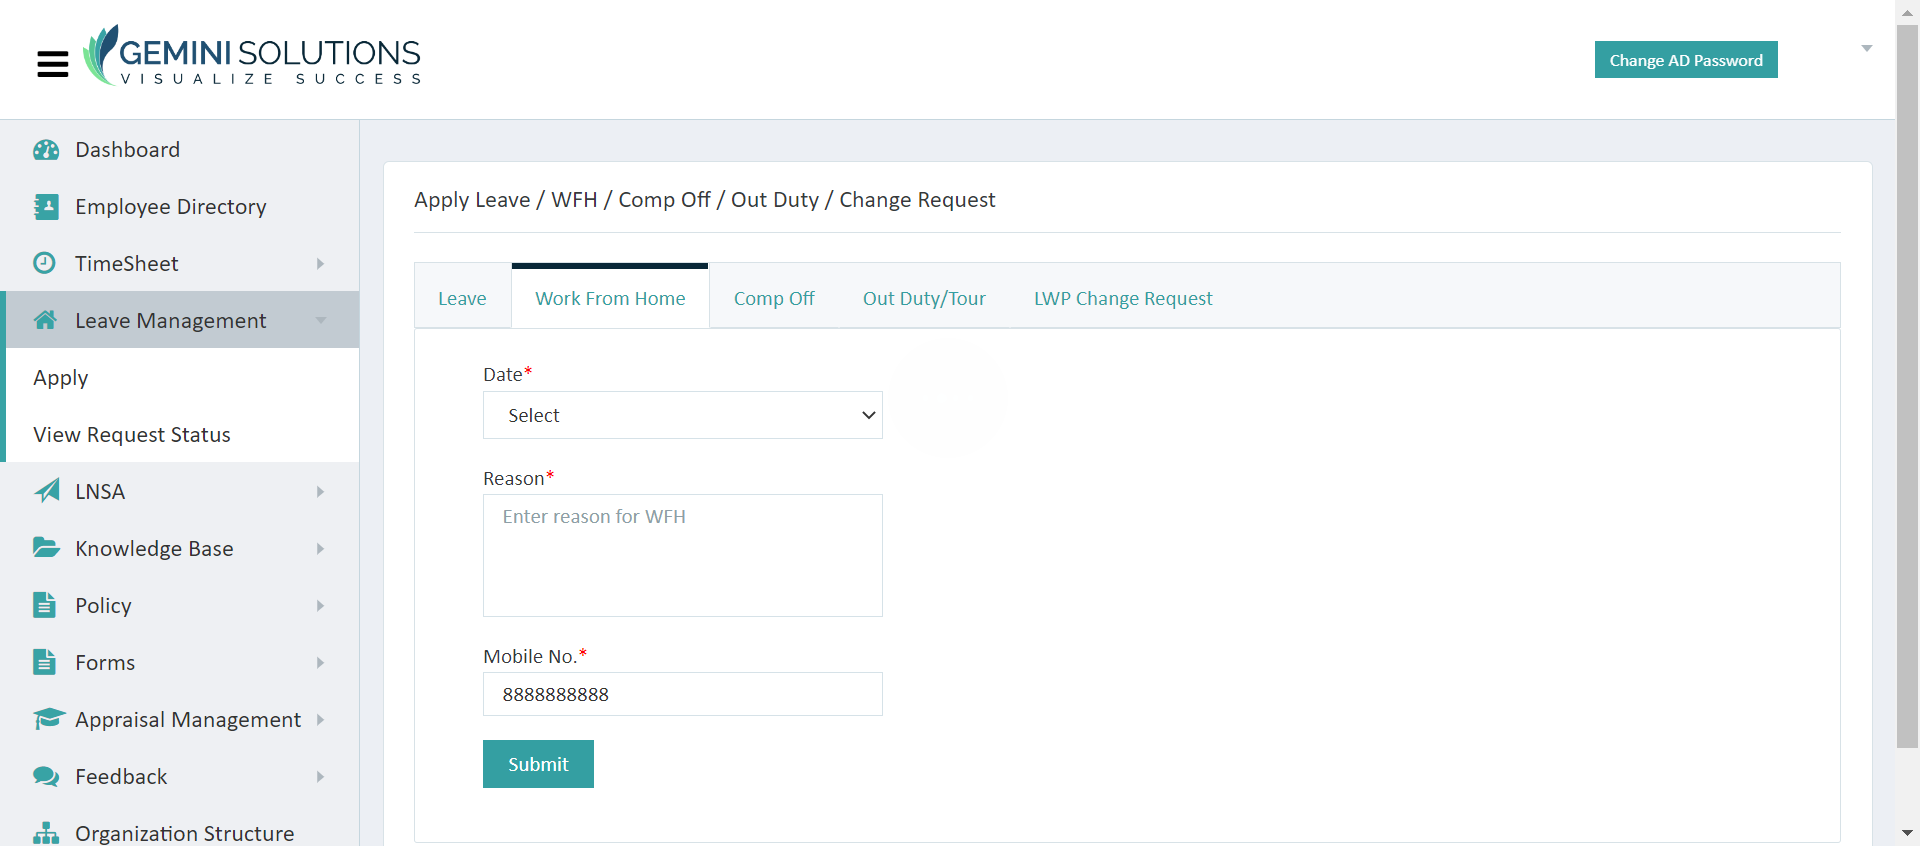 GEMINI SOLUTIONS
VISUALIZE SUCCESS
Change AD Password
Dashboard
Employee Directory
TimeSheet
Leave Management
Apply
View Request Status
LNSA
Knowledge Base
Policy
Forms
Appraisal Management
Feedback
Organization Structure
Apply Leave / WFH / Comp Off / Out Duty / Change Request
Leave Work From Home Comp Off Out Duty/Tour LWP Change Request
Date*
Select
Reason*
Enter reason for WFH
Mobile No.*
8888888888
Submit